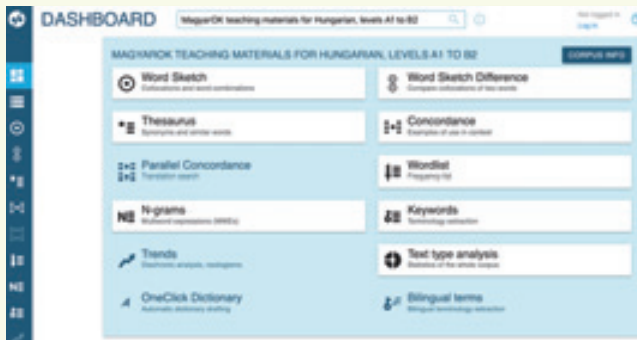 DASHBOARD
MagyarOK teaching materials for Hungarian, levels A1 to B2
Not logged in
Log in
MAGYAROK TEACHING MATERIALS FOR HUNGARIAN, LEVELS A1 TO B2
CORPUS INFO
Word Sketch
Collocations and word combinations
Word Sketch Difference
Compare collocations of two words
Thesaurus
Synonyms and similar words
Concordance
Examples of use in context
Parallel Concordance
Translation search
Wordlist
Frequency list
N-grams
Multiword expressions (MWEs)
Keywords
Terminology extraction
Trends
Diachronic analysis, neologisms
Text type analysis
Statistics of the whole corpus
OneClick Dictionary
Automatic dictionary drafting
Bilingual terms
Bilingual terminology extraction